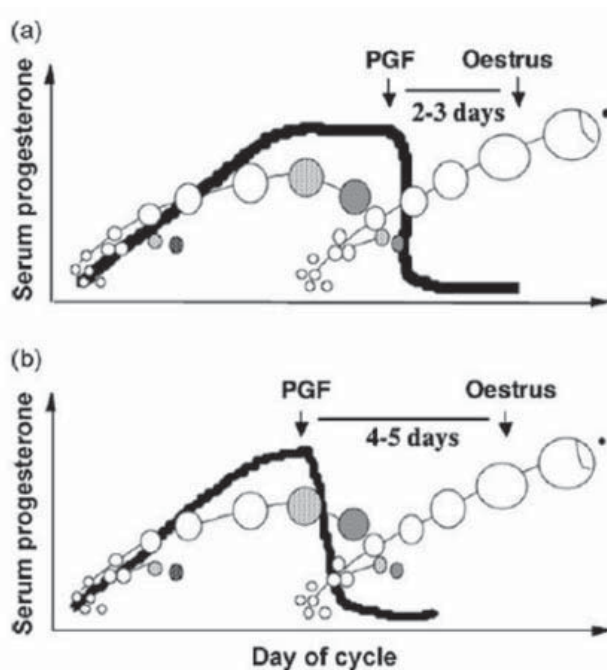 (a)
PGF Oestrus
2-3 days
Serum progesterone
(b)
PGF Oestrus
4-5 days
Serum progesterone
Day of cycle